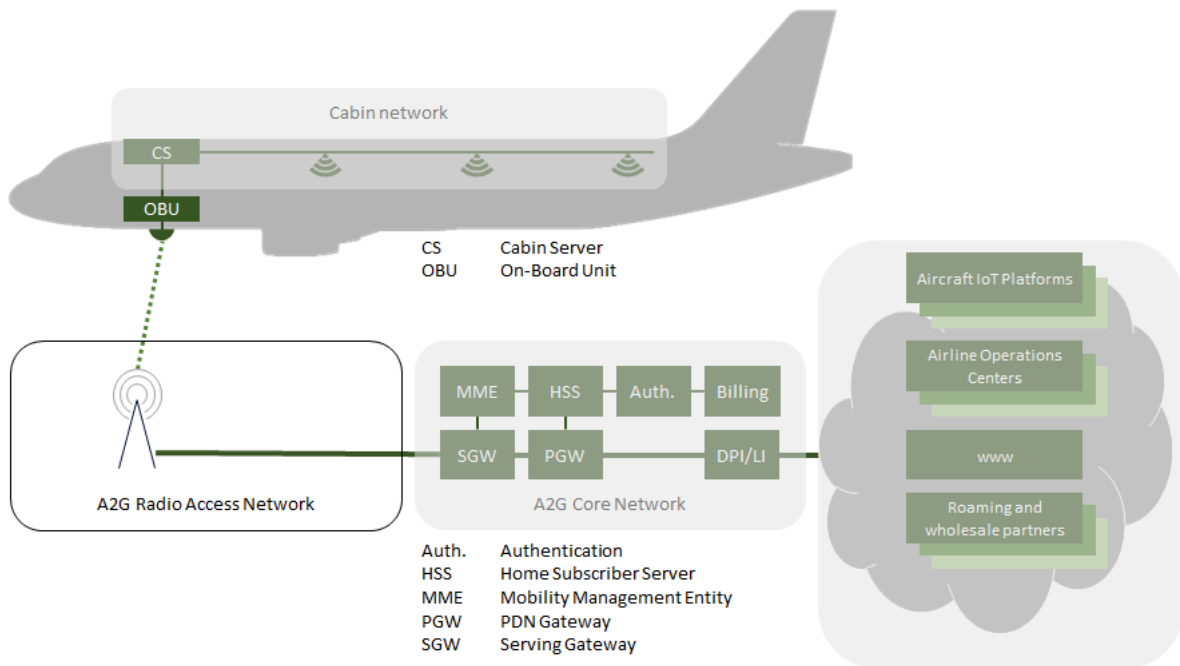 Cabin network
CS
OBU
CS Cabin Server
OBU On-Board Unit
Aircraft IoT Platforms
Airline Operations
Centers
www
Roaming and
wholesale partners
MME HSS Auth. Billing
SGW PGW DPI/LI
A2G Radio Access Network
A2G Core Network
Auth. Authentication
HSS Home Subscriber Server
MME Mobility Management Entity
PGW PDN Gateway
SGW Serving Gateway